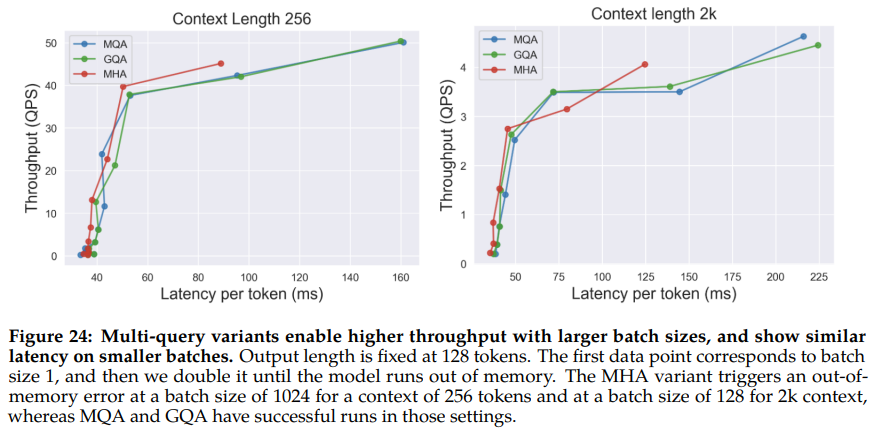 Context Length 256
Context length 2k
MQA
GQA
MHA
50
40
30
20
10
0
Throughput (QPS)
40
60
80
100
120
140
160
Latency per token (ms)
MQA
GQA
MHA
4
3
2
1
0
Throughput (QPS)
50
75
100
125
150
175
200
225
Latency per token (ms)
Figure 24: Multi-query variants enable higher throughput with larger batch sizes, and show similar
latency on smaller batches. Output length is fixed at 128 tokens. The first data point corresponds to batch
size 1, and then we double it until the model runs out of memory. The MHA variant triggers an out-of-
memory error at a batch size of 1024 for a context of 256 tokens and at a batch size of 128 for 2k context,
whereas MQA and GQA have successful runs in those settings.